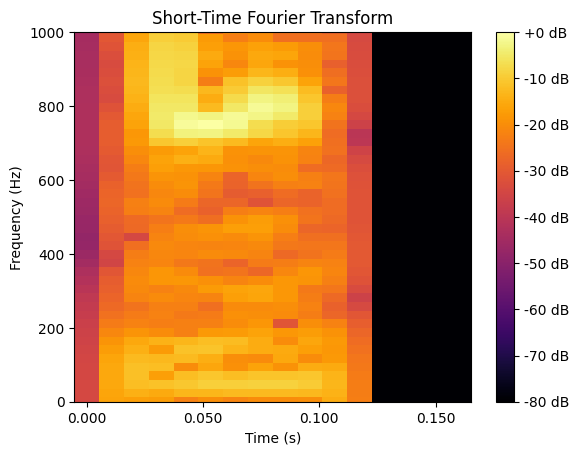 Short-Time Fourier Transform
1000
800
600
400
200
0
Frequency (Hz)
0.000
0.050
0.100
0.150
Time (s)
+0 dB
-10 dB
-20 dB
-30 dB
-40 dB
-50 dB
-60 dB
-70 dB
-80 dB